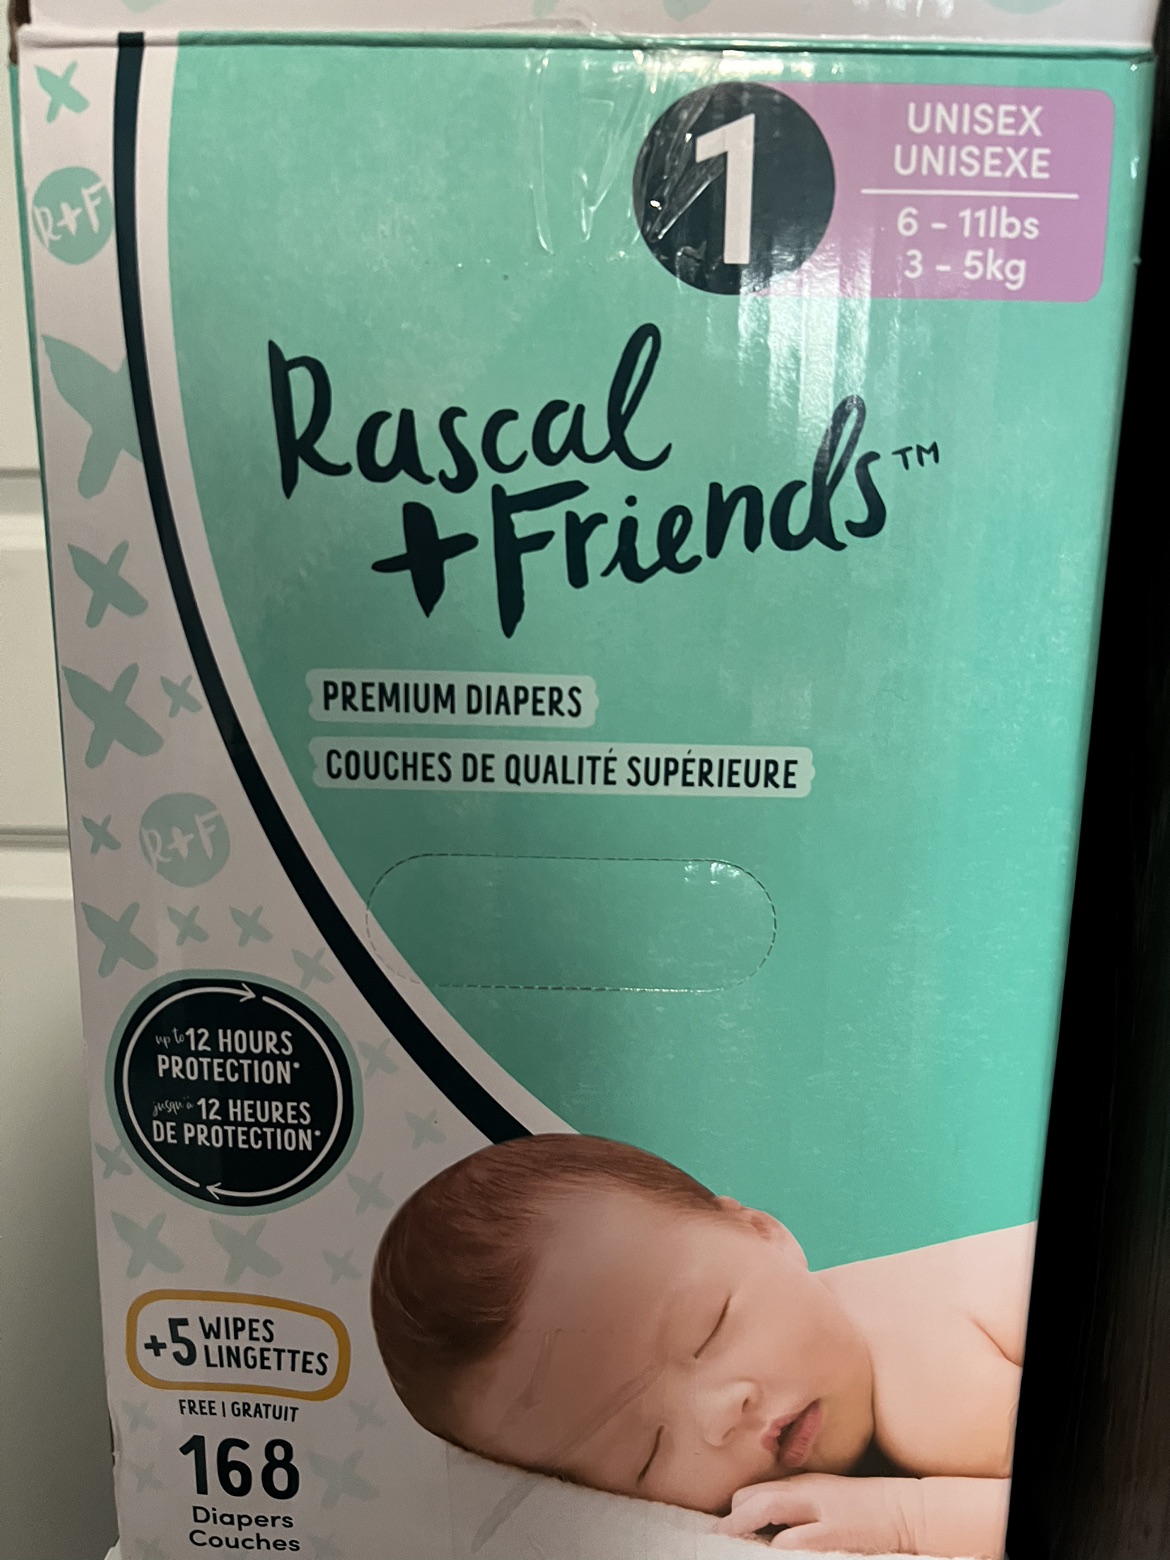 1
UNISEX
UNISEXE
6 - 11lbs
3 - 5kg
R+F
Rascal
+Friends™
PREMIUM DIAPERS
COUCHES DE QUALITÉ SUPÉRIEURE
R+F
up to 12 HOURS
PROTECTION*
jusqu'à 12 HEURES
DE PROTECTION*
+5 WIPES
LINGETTES
FREE | GRATUIT
168
Diapers
Couches